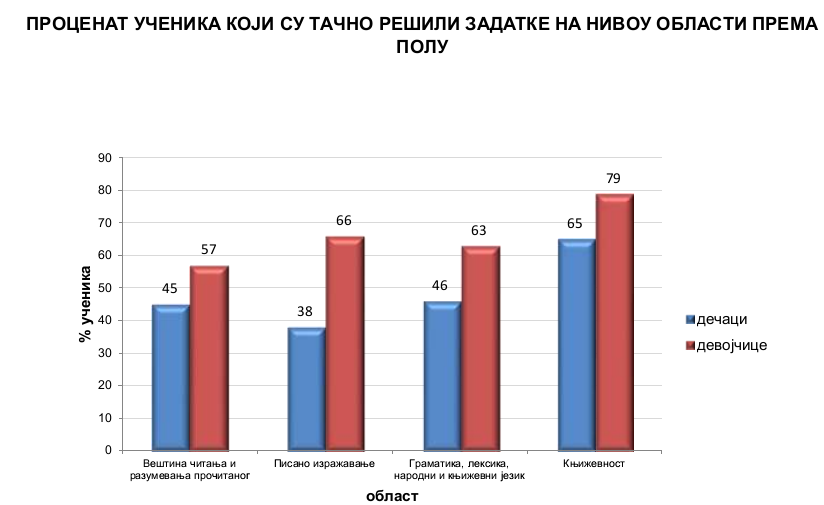 ПРОЦЕНАТ УЧЕНИКА КОЈИ СУ ТАЧНО РЕШИЛИ ЗАДАТКЕ НА НИВОУ ОБЛАСТИ ПРЕМА
ПОЛУ
90
80
70
60
50
40
30
20
10
0
% ученика
45
57
38
66
46
63
65
79
Вештина читања и
разумевања прочитаног
Писано изражавање
Граматика, лексика,
народни и књижевни језик
Књижевност
област
дечаци
девојчице